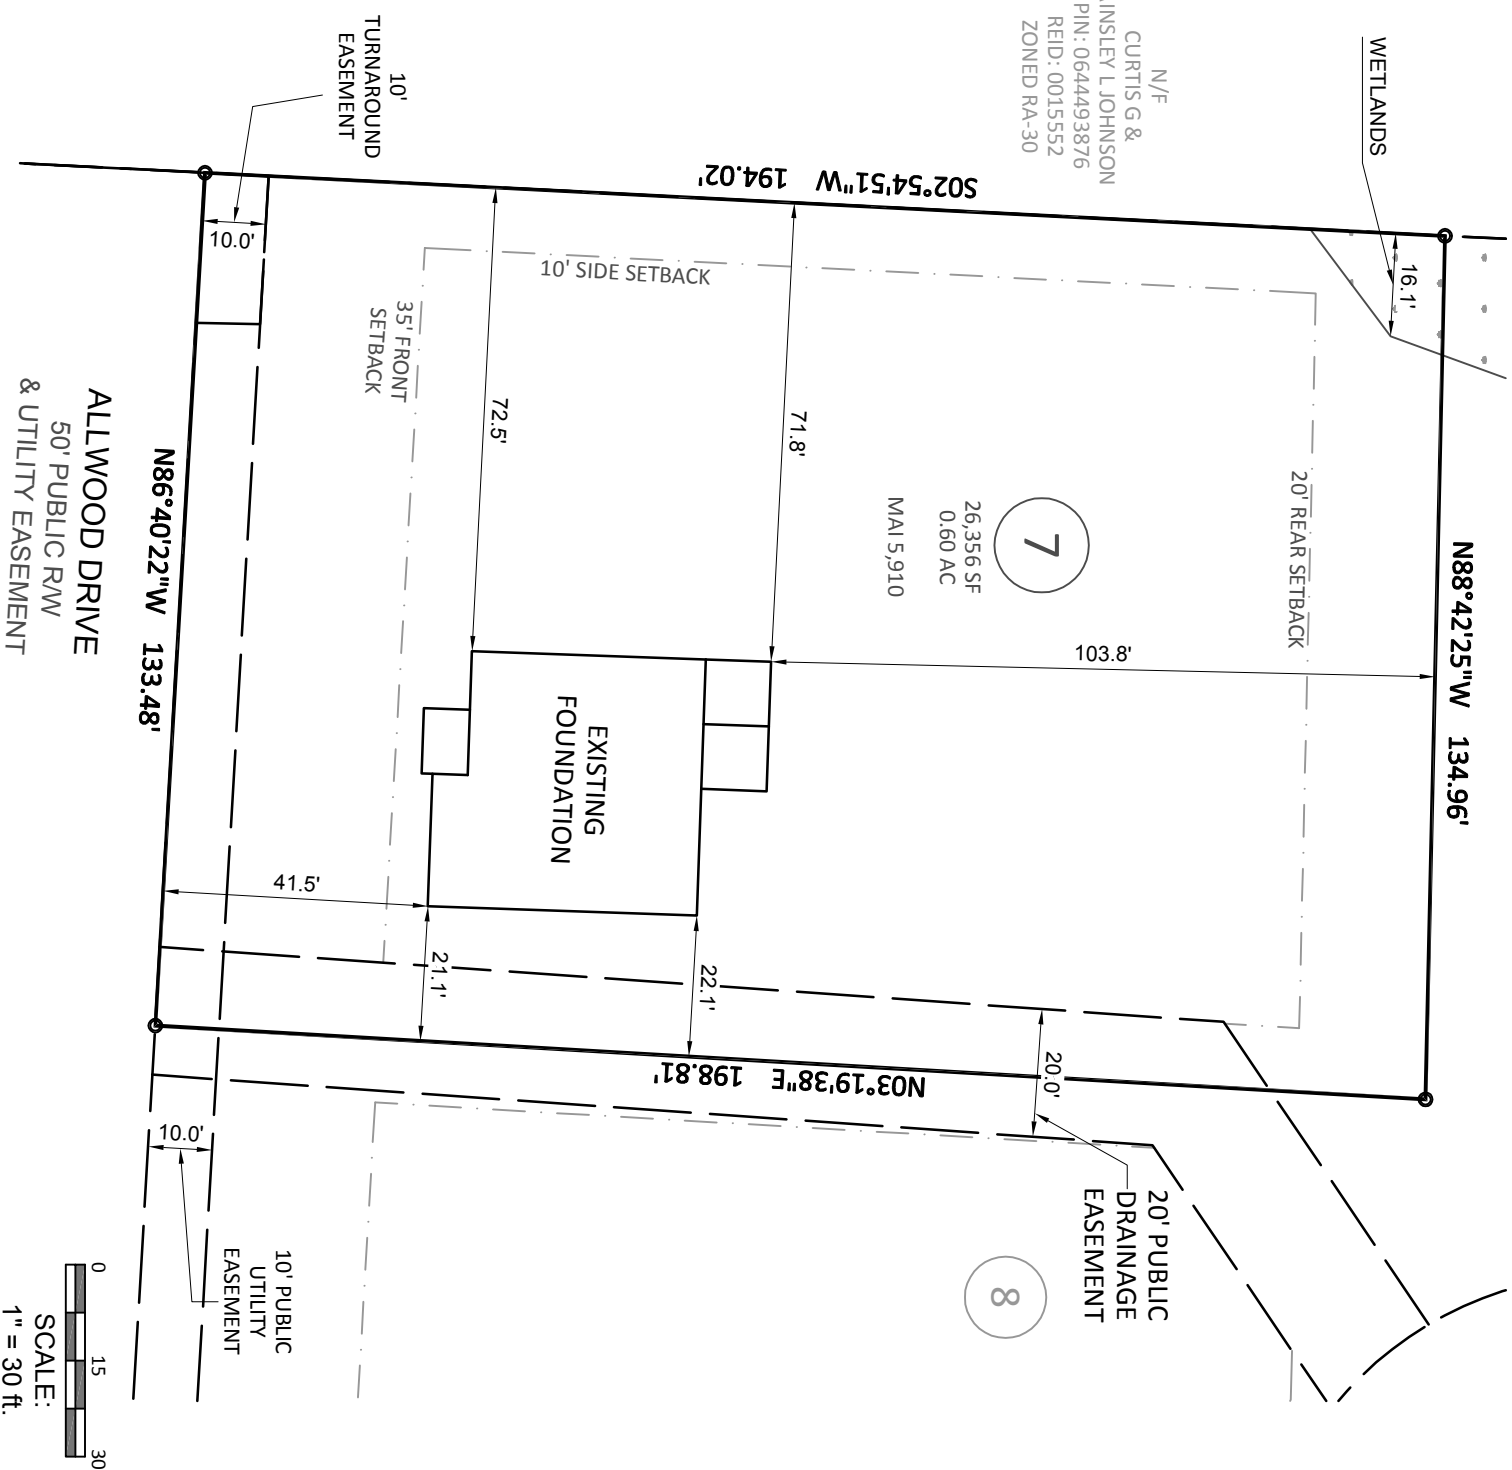 WETLANDS
16.1'
N88°42'25"W 134.96'
N/F
CURTIS G &
AINSLEY L JOHNSON
PIN: 0644493876
REID: 0015552
ZONED RA-30
20' REAR SETBACK
S02°54'51"W 194.02'
10' SIDE SETBACK
7
26,356 SF
0.60 AC
MAI 5,910
103.8'
71.8'
72.5'
EXISTING
FOUNDATION
22.1'
21.1'
41.5'
20.0'
N03°19'38"E 198.81'
20' PUBLIC
DRAINAGE
EASEMENT
8
10'
TURNAROUND
EASEMENT
10.0'
35' FRONT
SETBACK
N86°40'22"W 133.48'
ALLWOOD DRIVE
50' PUBLIC R/W
& UTILITY EASEMENT
10.0'
10' PUBLIC
UTILITY
EASEMENT
0 15 30
SCALE:
1" = 30 ft.